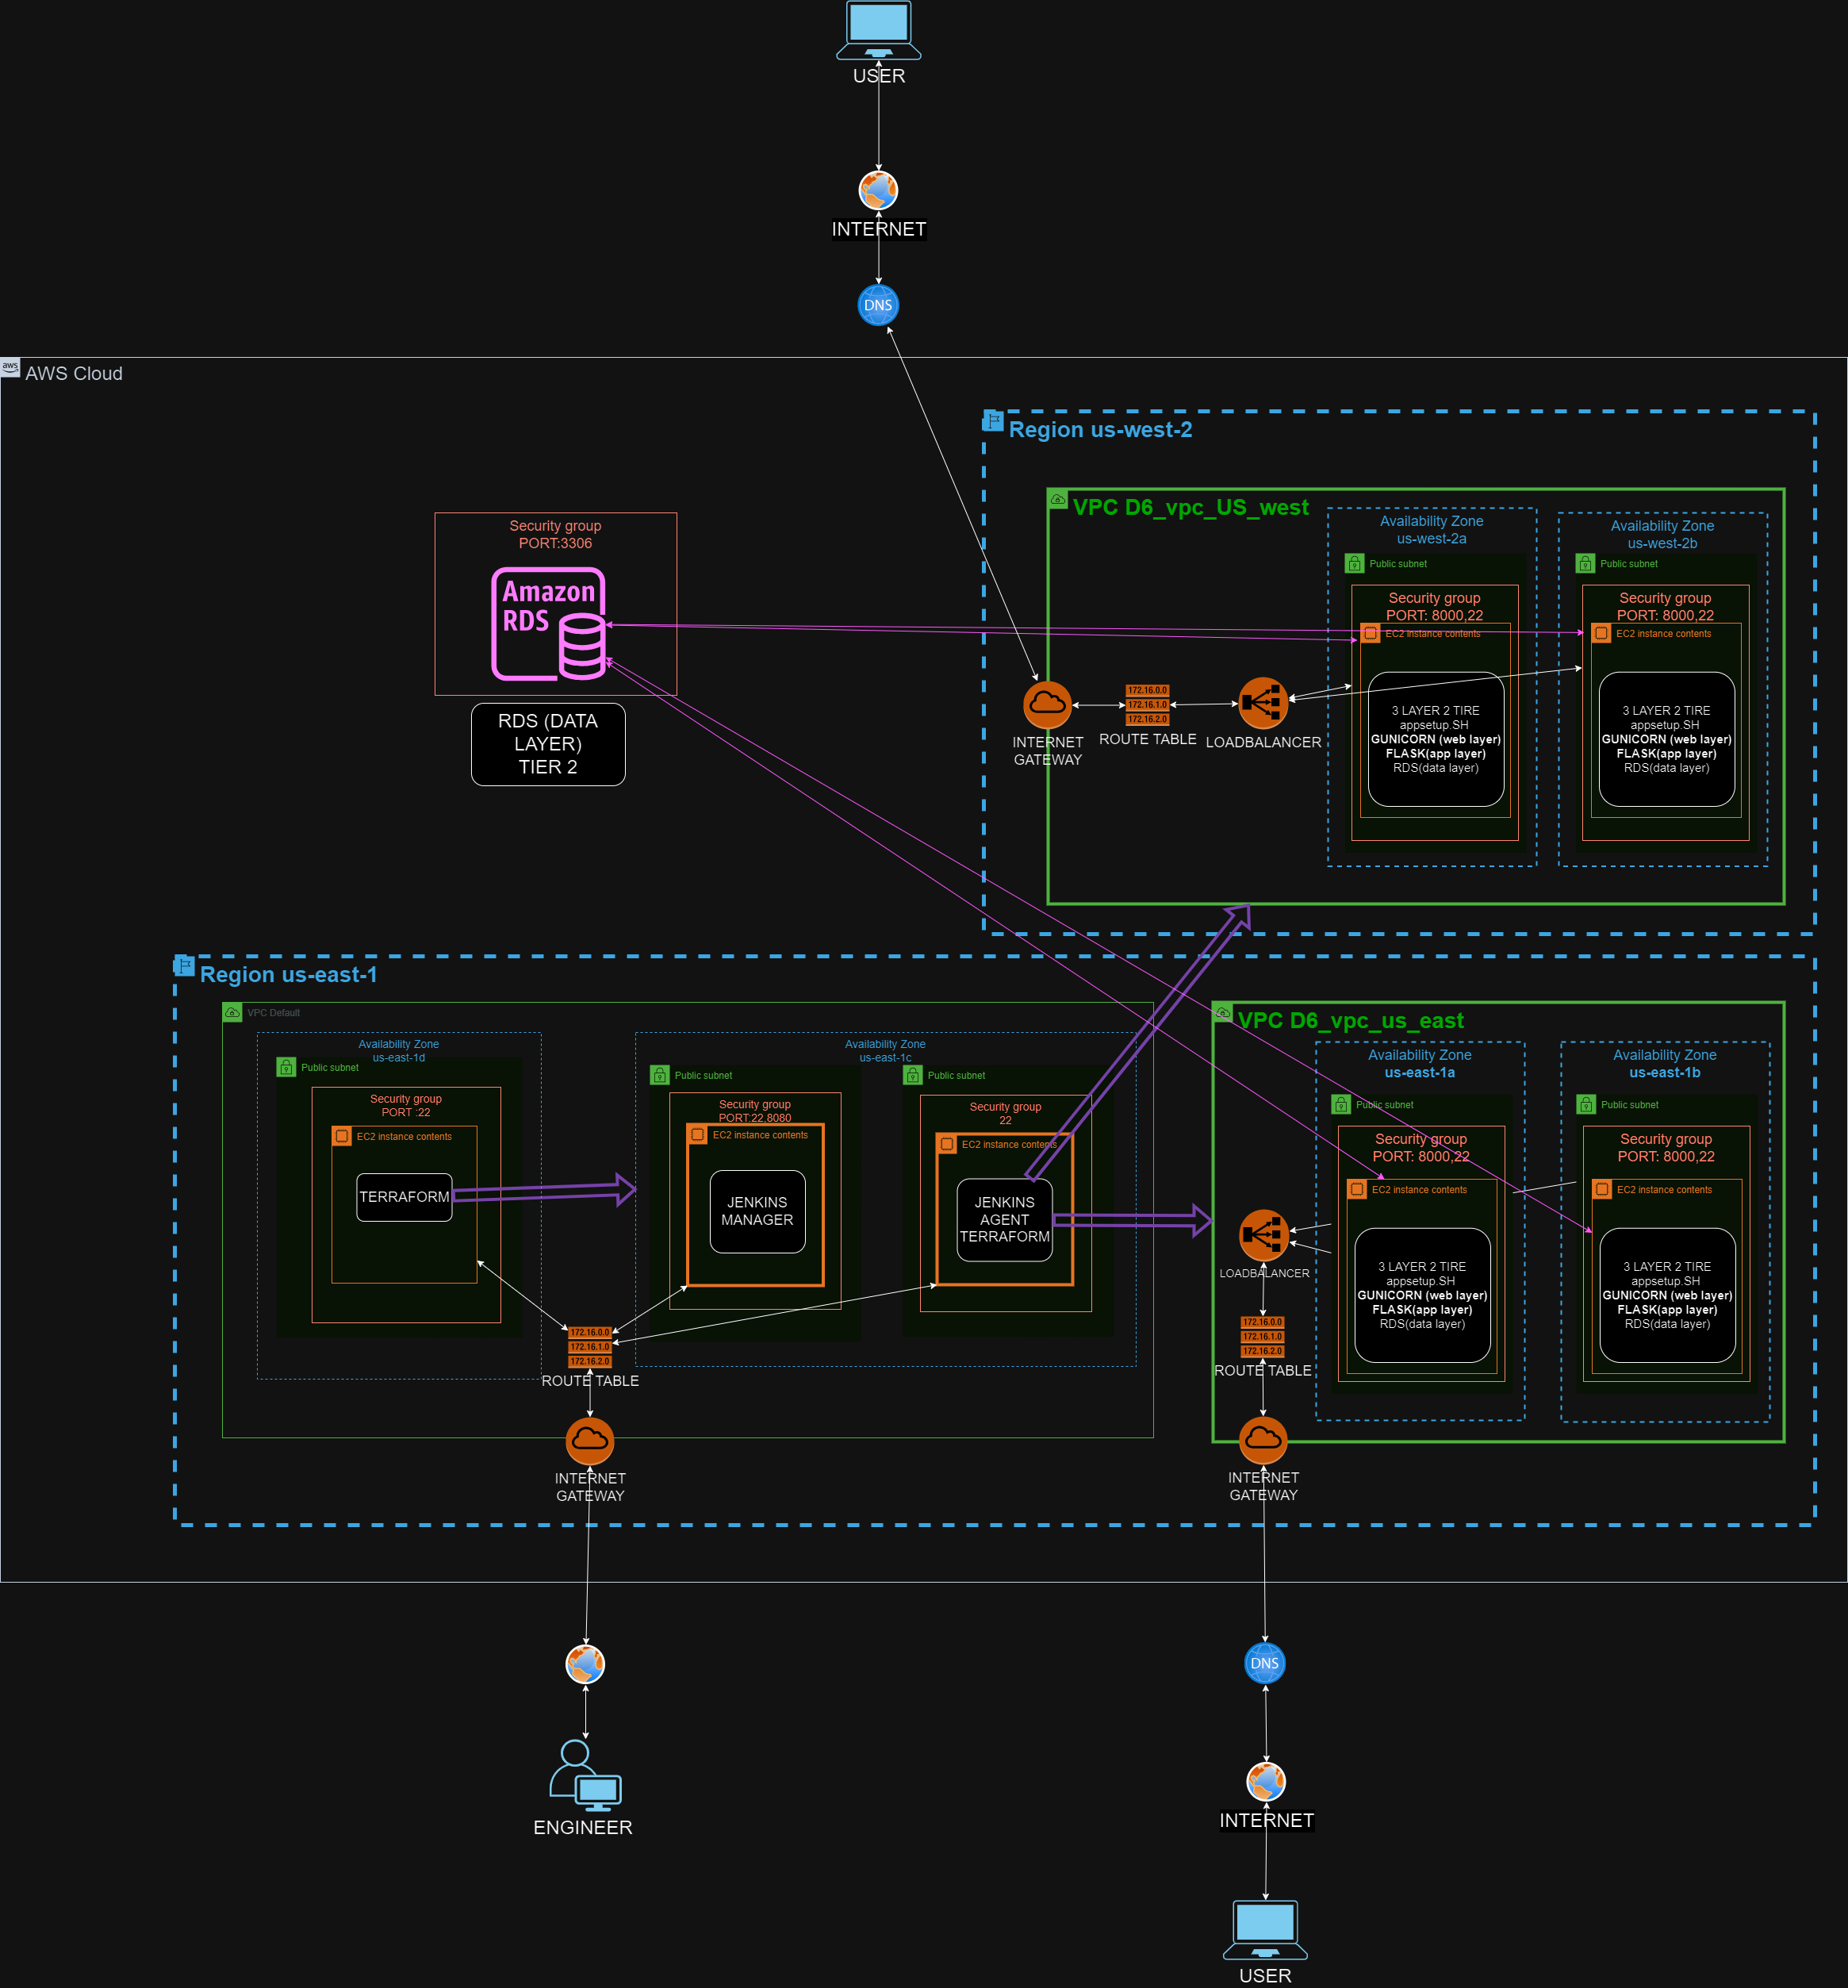 USER
INTERNET
DNS
aws
AWS Cloud
Region us-west-2
VPC D6_vpc_US_west
Availability Zone
us-west-2a
Public subnet
Security group
PORT: 8000,22
EC2 instance contents
3 LAYER 2 TIRE
appsetup.SH
GUNICORN (web layer)
FLASK(app layer)
RDS(data layer)
Availability Zone
us-west-2b
Public subnet
Security group
PORT: 8000,22
EC2 instance contents
3 LAYER 2 TIRE
appsetup.SH
GUNICORN (web layer)
FLASK(app layer)
RDS(data layer)
INTERNET
GATEWAY
172.16.0.0
172.16.1.0
172.16.2.0
ROUTE TABLE
LOADBALANCER
Security group
PORT:3306
Amazon
RDS
RDS (DATA
LAYER)
TIER 2
Region us-east-1
VPC Default
Availability Zone
us-east-1d
Public subnet
Security group
PORT :22
EC2 instance contents
TERRAFORM
Availability Zone
us-east-1c
Public subnet
Security group
PORT:22,8080
EC2 instance contents
JENKINS
MANAGER
Public subnet
Security group
22
EC2 instance contents
JENKINS
AGENT
TERRAFORM
172.16.0.0
172.16.1.0
172.16.2.0
ROUTE TABLE
INTERNET
GATEWAY
VPC D6_vpc_us_east
Availability Zone
us-east-1a
Public subnet
Security group
PORT: 8000,22
EC2 instance contents
3 LAYER 2 TIRE
appsetup.SH
GUNICORN (web layer)
FLASK(app layer)
RDS(data layer)
Availability Zone
us-east-1b
Public subnet
Security group
PORT: 8000,22
EC2 instance contents
3 LAYER 2 TIRE
appsetup.SH
GUNICORN (web layer)
FLASK(app layer)
RDS(data layer)
LOADBALANCER
172.16.0.0
172.16.1.0
172.16.2.0
ROUTE TABLE
INTERNET
GATEWAY
ENGINEER
DNS
INTERNET
USER